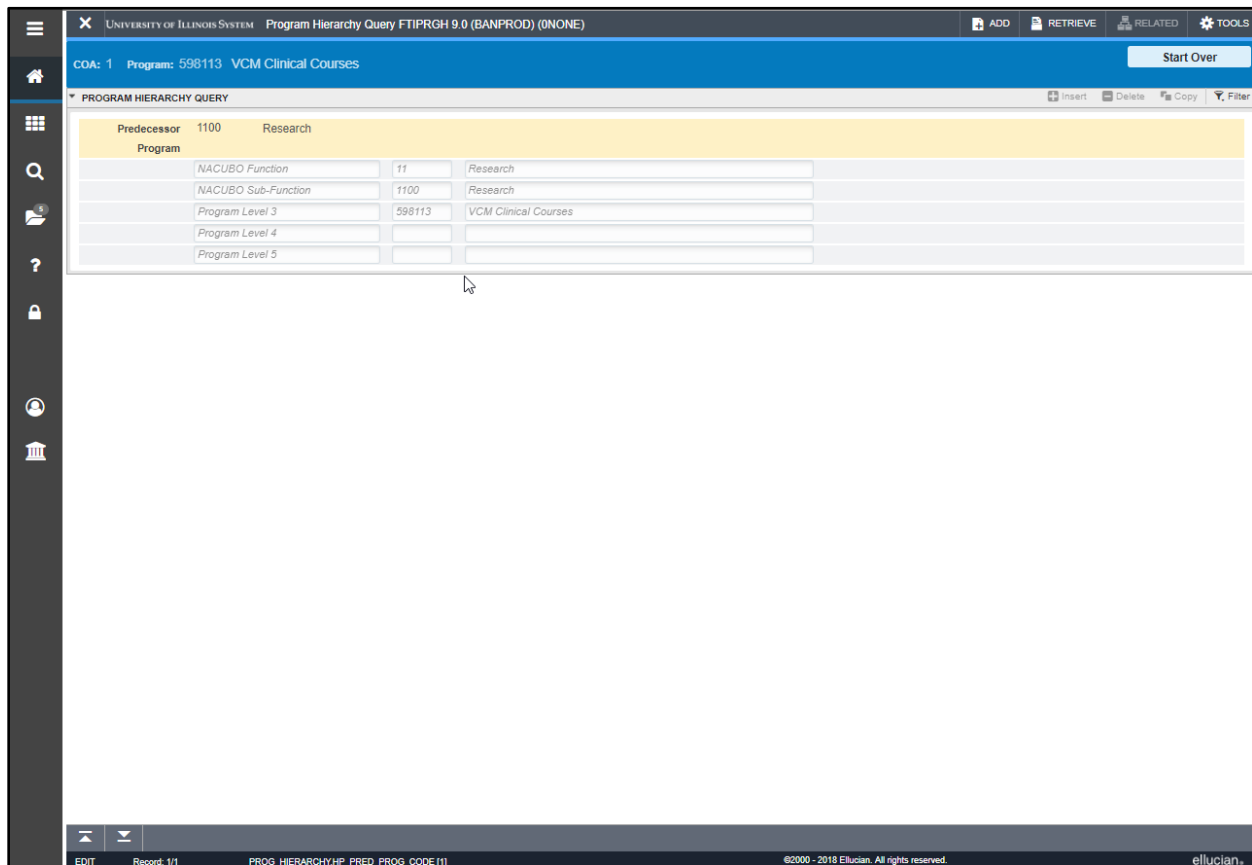 UNIVERSITY OF ILLINOIS SYSTEM Program Hierarchy Query FTIPRGH 9.0 (BANPROD) (0NONE) ADD RETRIEVE RELATED TOOLS
COA: 1 Program: 598113 VCM Clinical Courses Start Over
PROGRAM HIERARCHY QUERY Insert Delete Copy Filter
Predecessor 1100 Research
Program
NACUBO Function 11 Research
NACUBO Sub-Function 1100 Research
Program Level 3 598113 VCM Clinical Courses
5
Program Level 4
Program Level 5
?
EDIT Record: 1/1 PROG_HIERARCHY.HP_PRED_PROG_CODE [1] ©2000 - 2018 Ellucian. All rights reserved. ellucian.